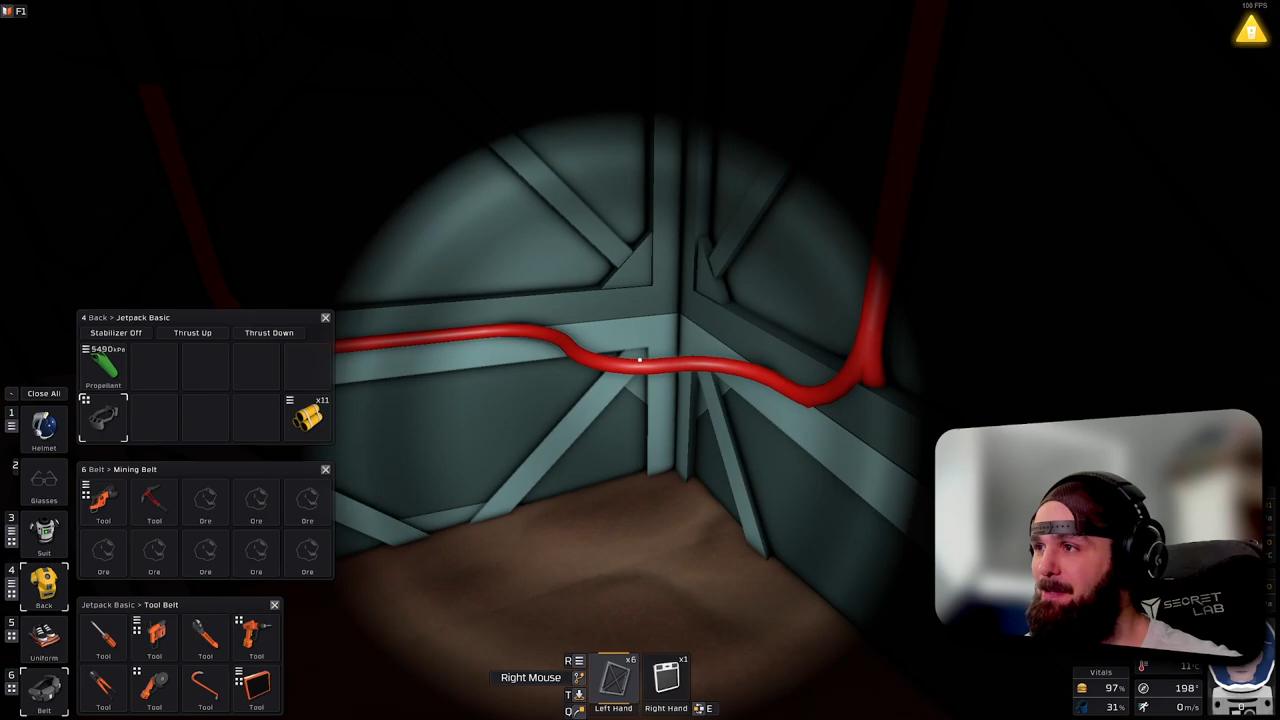 F1
100 FPS
4 Back > Jetpack Basic
Stabilizer Off Thrust Up Thrust Down
5490kPa
Propellant
x11
- Close All
1
Helmet
2
Glasses
3
Suit
4
Back
5
Uniform
6
Belt
6 Belt > Mining Belt
Tool Tool Ore Ore Ore
Ore Ore Ore Ore Ore
Jetpack Basic > Tool Belt
Tool Tool Tool Tool
Tool Tool Tool Tool
Right Mouse
R
T
Q
x6
Left Hand
x1
Right Hand
E
SECRET
LAB
Vitals
97%
31%
11°C
198°
0m/s
0